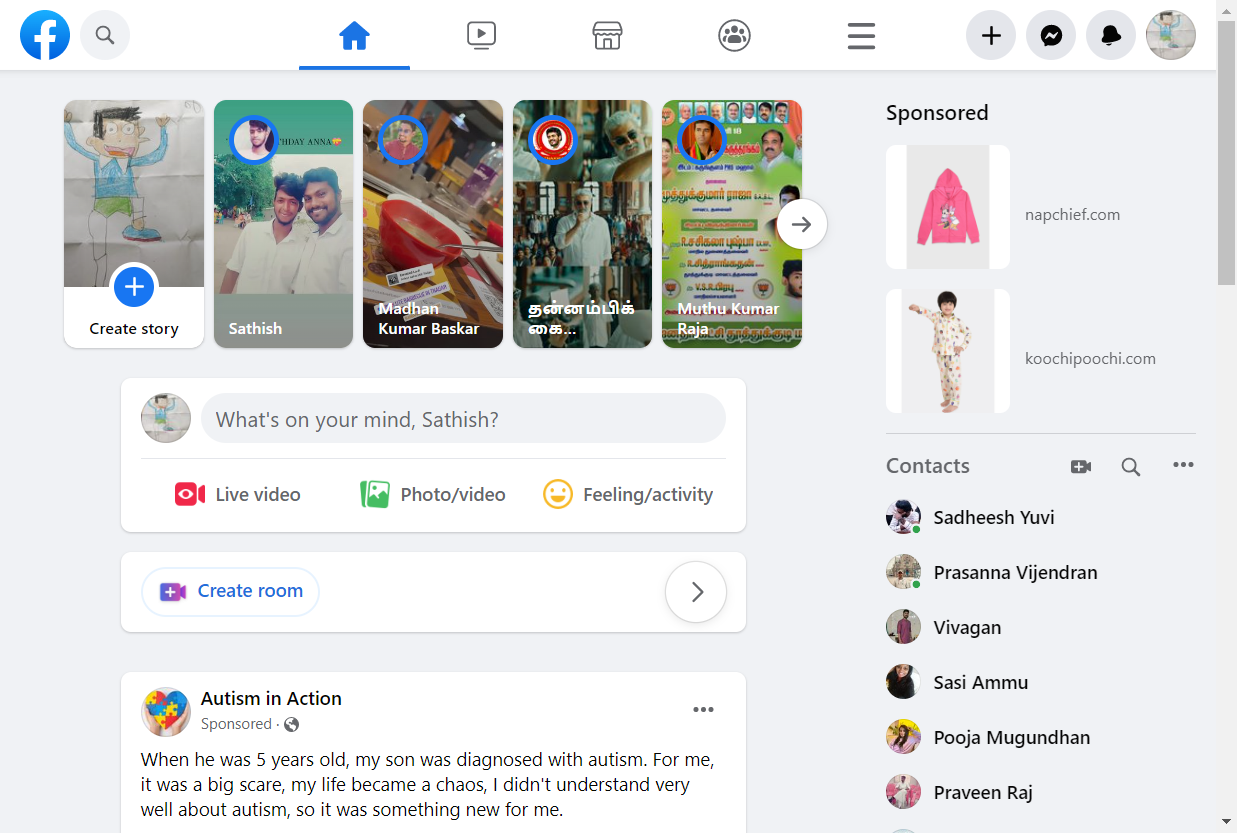 Sponsored
napchief.com
koochipoochi.com
HDAY ANNA
Create story
Sathish
Madhan
Kumar Baskar
தன்னம்பிக்
கை...
Muthu Kumar
Raja
What's on your mind, Sathish?
Live video
Photo/video
Feeling/activity
Create room
Contacts
Sadheesh Yuvi
Prasanna Vijendran
Vivagan
Sasi Ammu
Pooja Mugundhan
Praveen Raj
Autism in Action
Sponsored ·
When he was 5 years old, my son was diagnosed with autism. For me,
it was a big scare, my life became a chaos, I didn't understand very
well about autism, so it was something new for me.